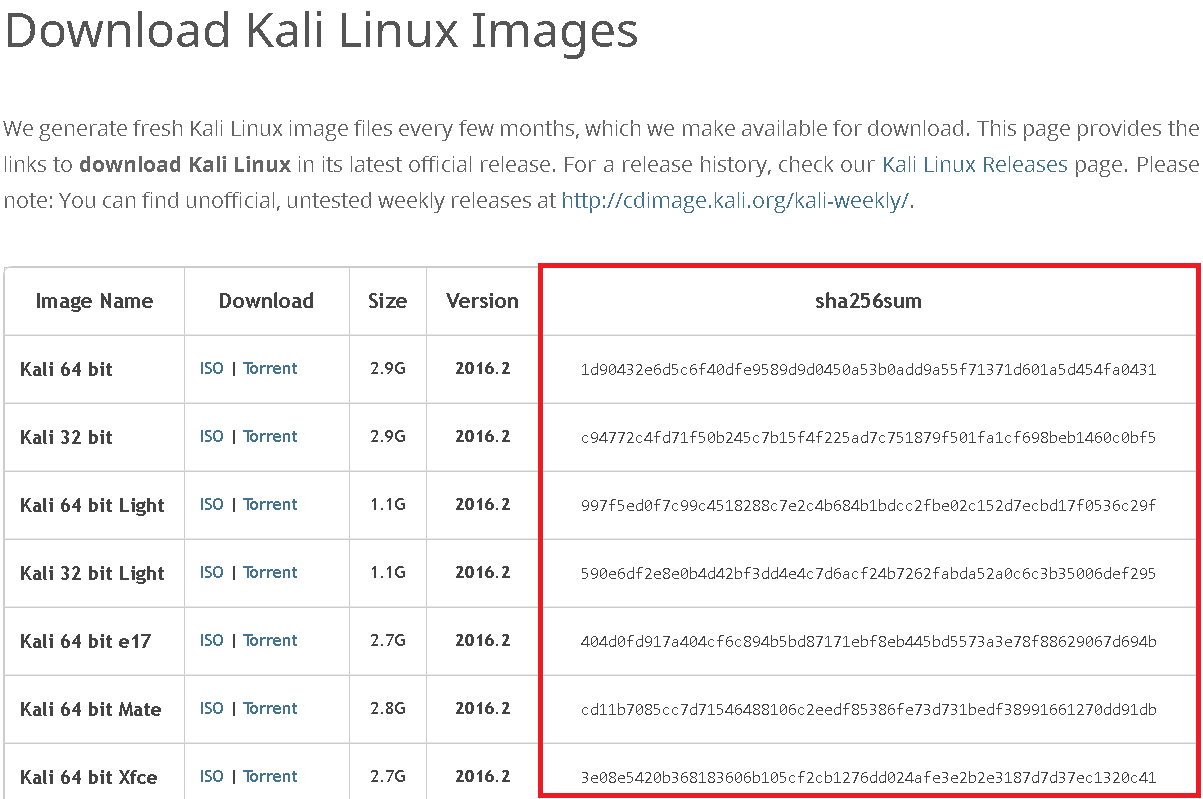 Download Kali Linux Images
We generate fresh Kali Linux image files every few months, which we make available for download. This page provides the
links to download Kali Linux in its latest official release. For a release history, check our Kali Linux Releases page. Please
note: You can find unofficial, untested weekly releases at http://cdimage.kali.org/kali-weekly/.
Image Name Download Size Version sha256sum
Kali 64 bit ISO | Torrent 2.9G 2016.2 1d90432e6d5c6f40dfe9589d9d0450a53b0add9a55f71371d601a5d454fa0431
Kali 32 bit ISO | Torrent 2.9G 2016.2 c94772c4fd71f50b245c7b15f4f225ad7c751879f501fa1cf698beb1460c0bf5
Kali 64 bit Light ISO | Torrent 1.1G 2016.2 997f5ed0f7c99c4518288c7e2c4b684b1bdcc2fbe02c152d7ecbd17f0536c29f
Kali 32 bit Light ISO | Torrent 1.1G 2016.2 590e6df2e8e0b4d42bf3dd4e4c7d6acf24b7262fabda52a0c6c3b35006def295
Kali 64 bit e17 ISO | Torrent 2.7G 2016.2 404d0fd917a404cf6c894b5bd87171ebf8eb445bd5573a3e78f88629067d694b
Kali 64 bit Mate ISO | Torrent 2.8G 2016.2 cd11b7085cc7d71546488106c2eedf85386fe73d731bedf38991661270dd91db
Kali 64 bit Xfce ISO | Torrent 2.7G 2016.2 3e08e5420b368183606b105cf2cb1276dd024afe3e2b2e3187d7d37ec1320c41